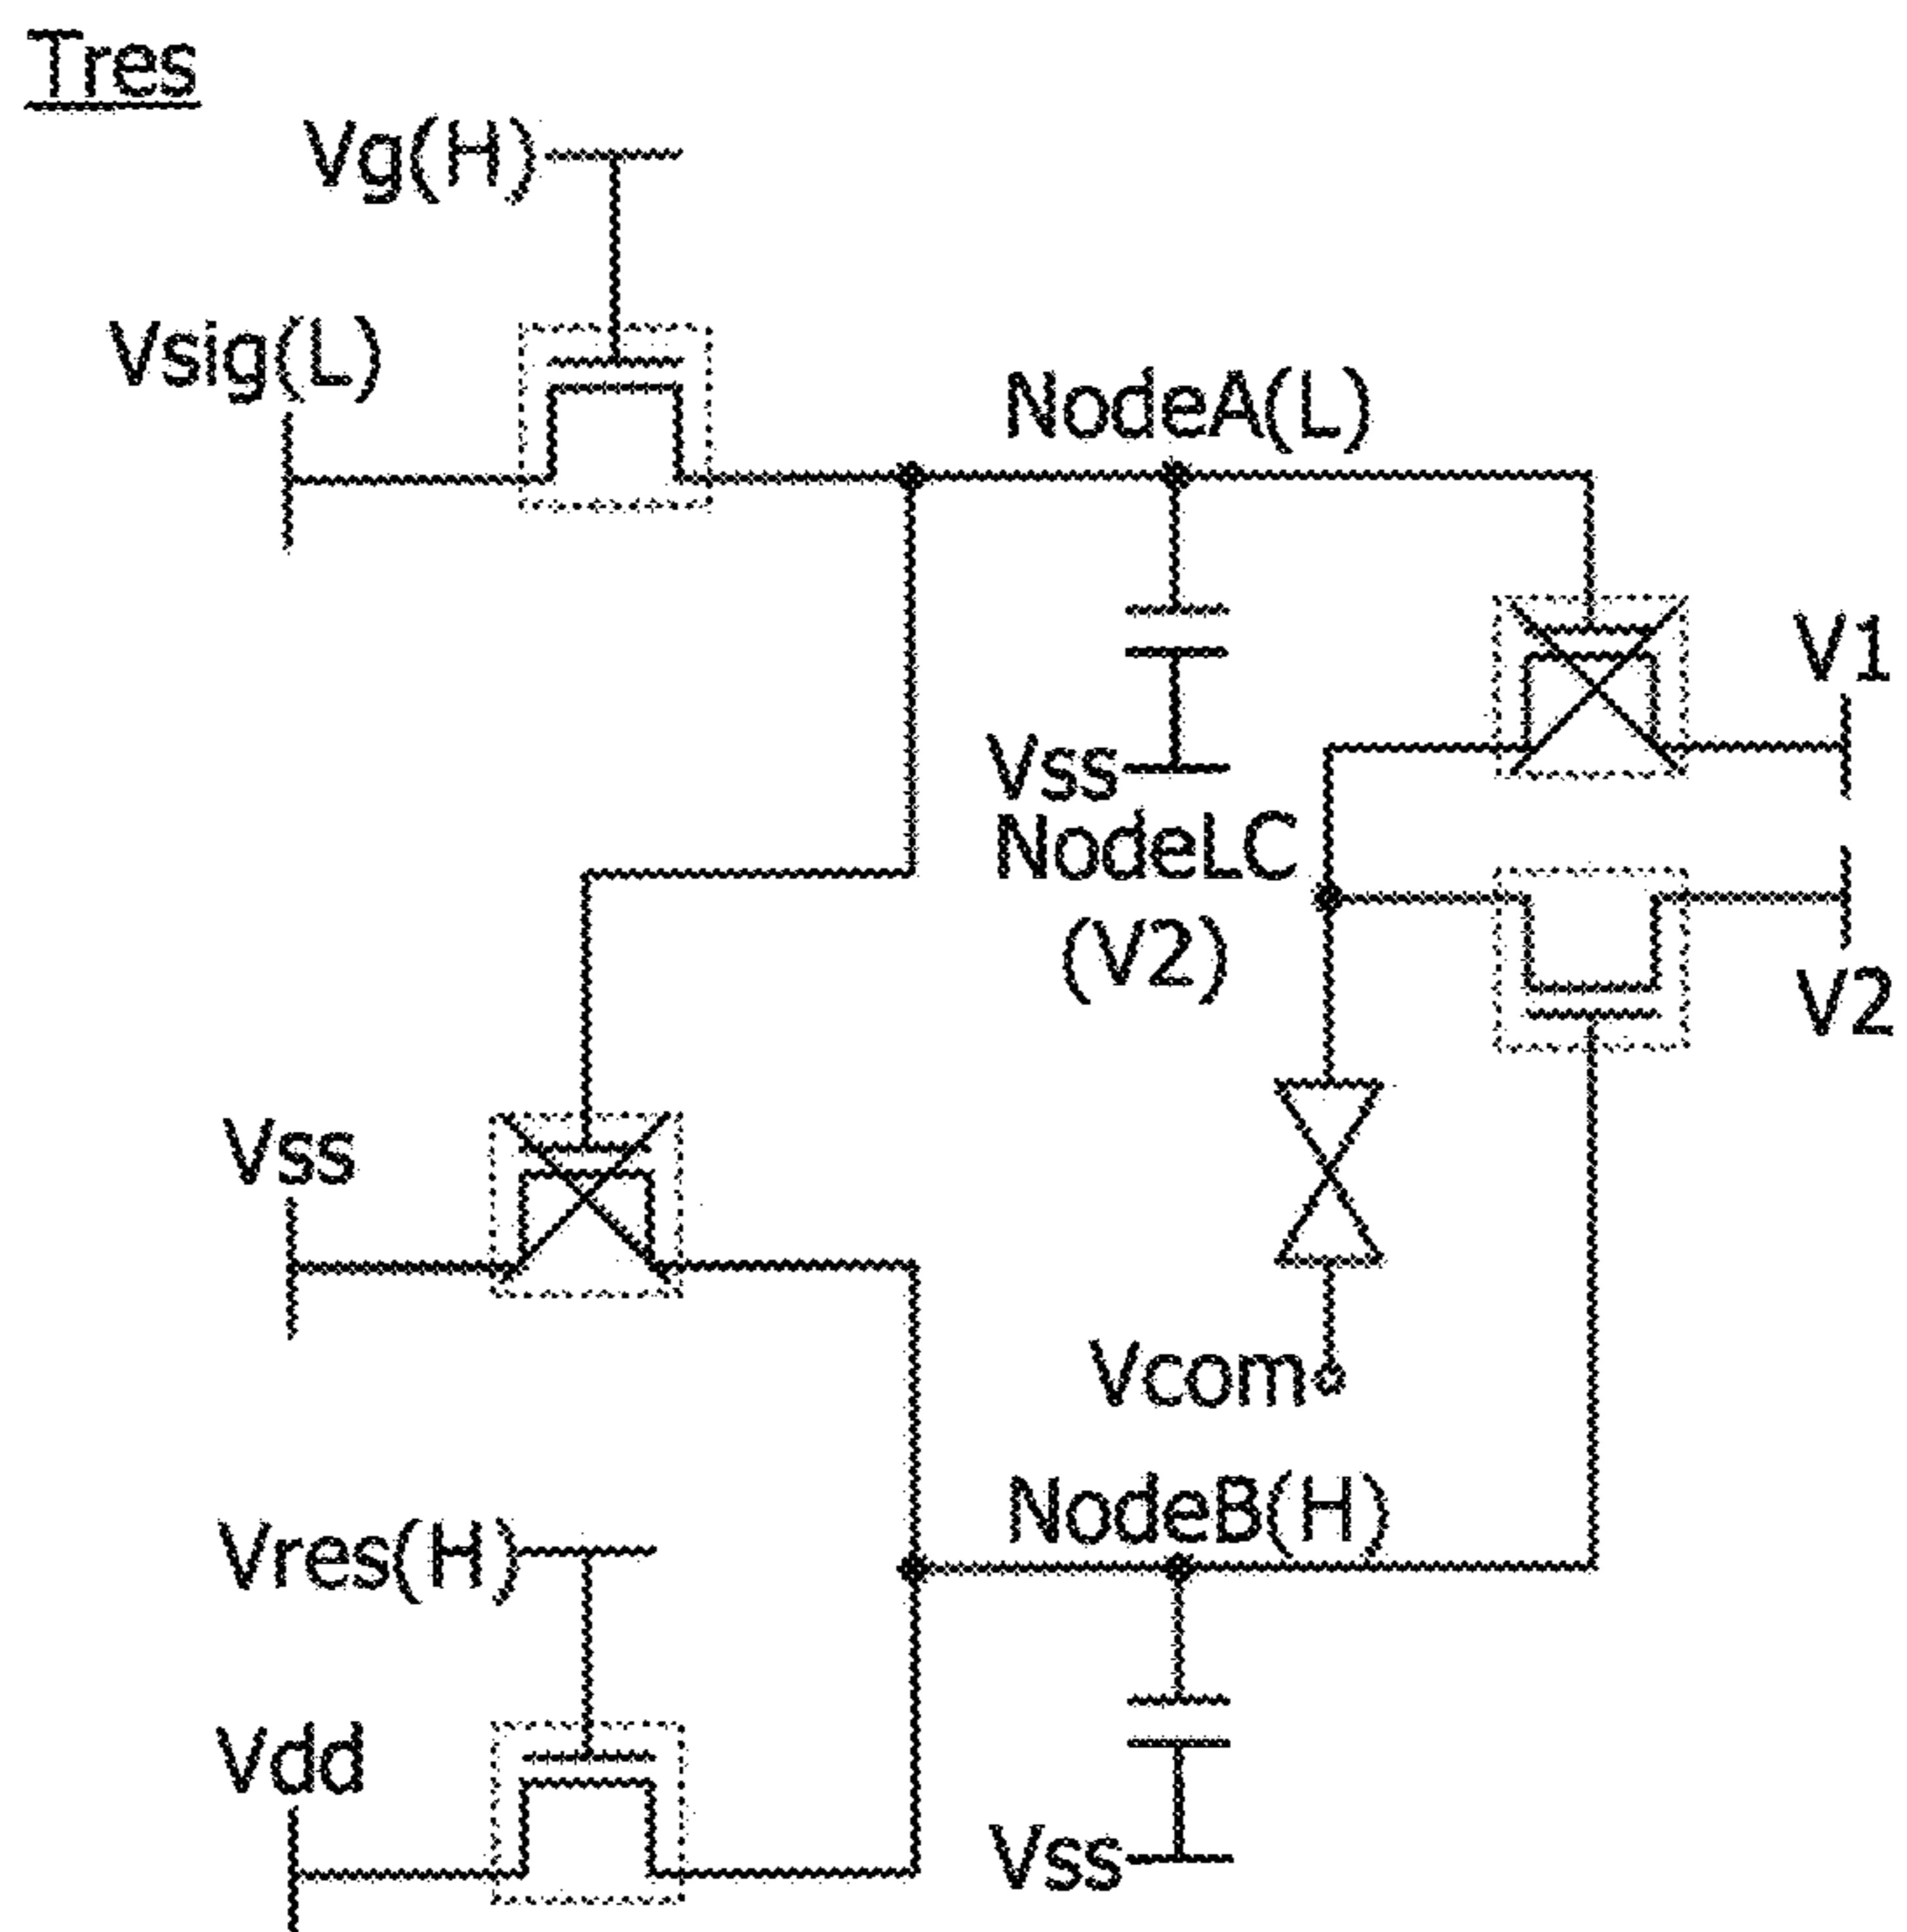 Tres
Vg(H)
Vsig(L)
NodeA(L)
V1
Vss
NodeLC
(V2)
V2
Vss
Vcom
NodeB(H)
Vres(H)
Vdd
Vss